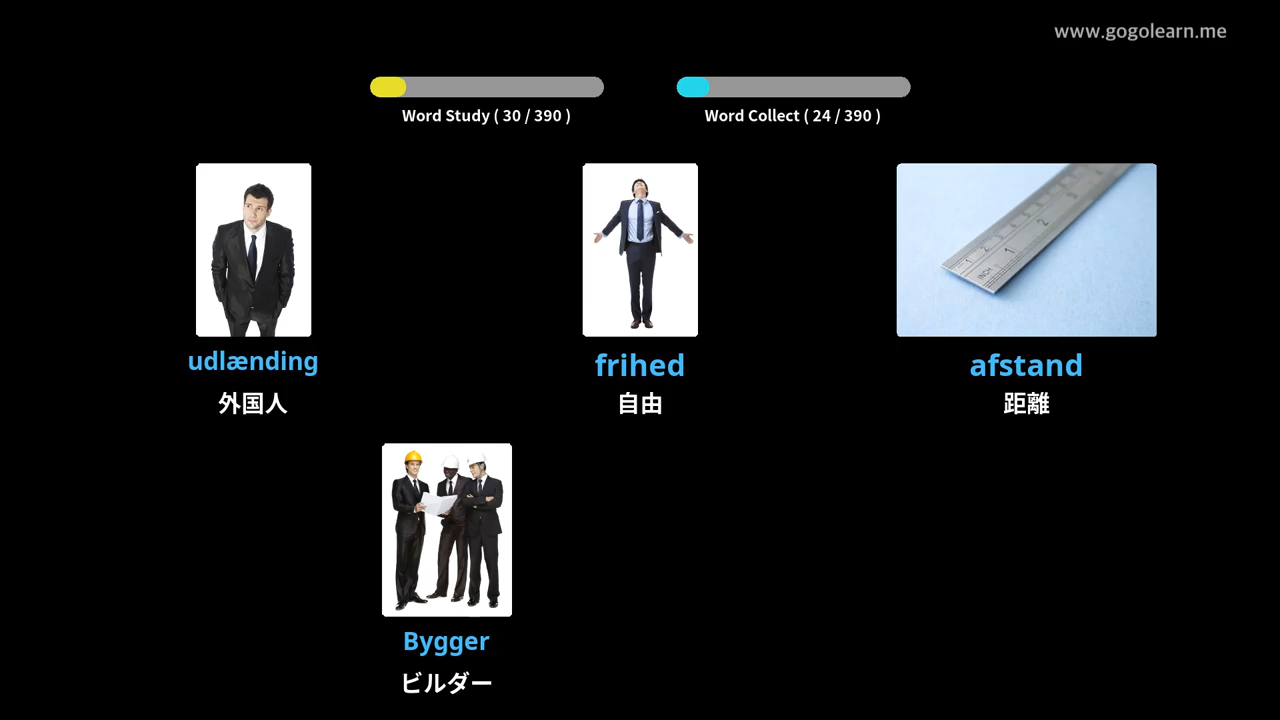 www.gogolearn.me
Word Study ( 30 / 390 )
Word Collect ( 24 / 390 )
udlænding
外国人
frihed
自由
afstand
距離
Bygger
ビルダー